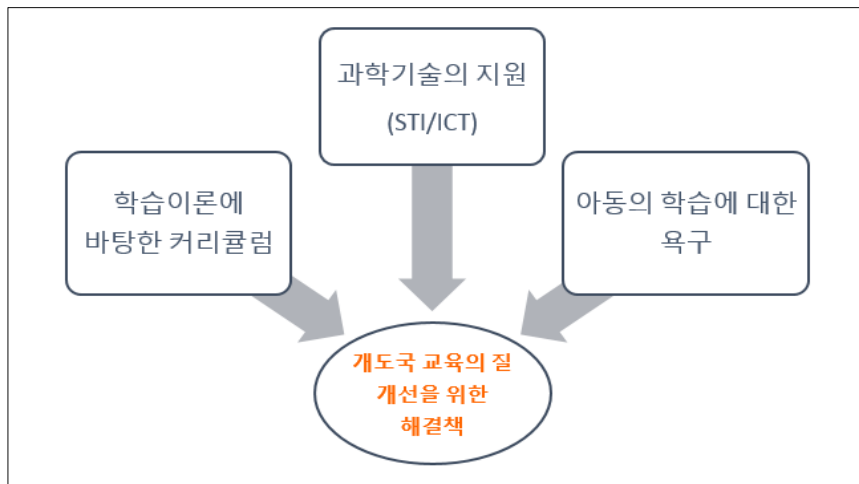 과학기술의 지원
(STI/ICT)
학습이론에
바탕한 커리큘럼
아동의 학습에 대한
욕구
개도국 교육의 질
개선을 위한
해결책